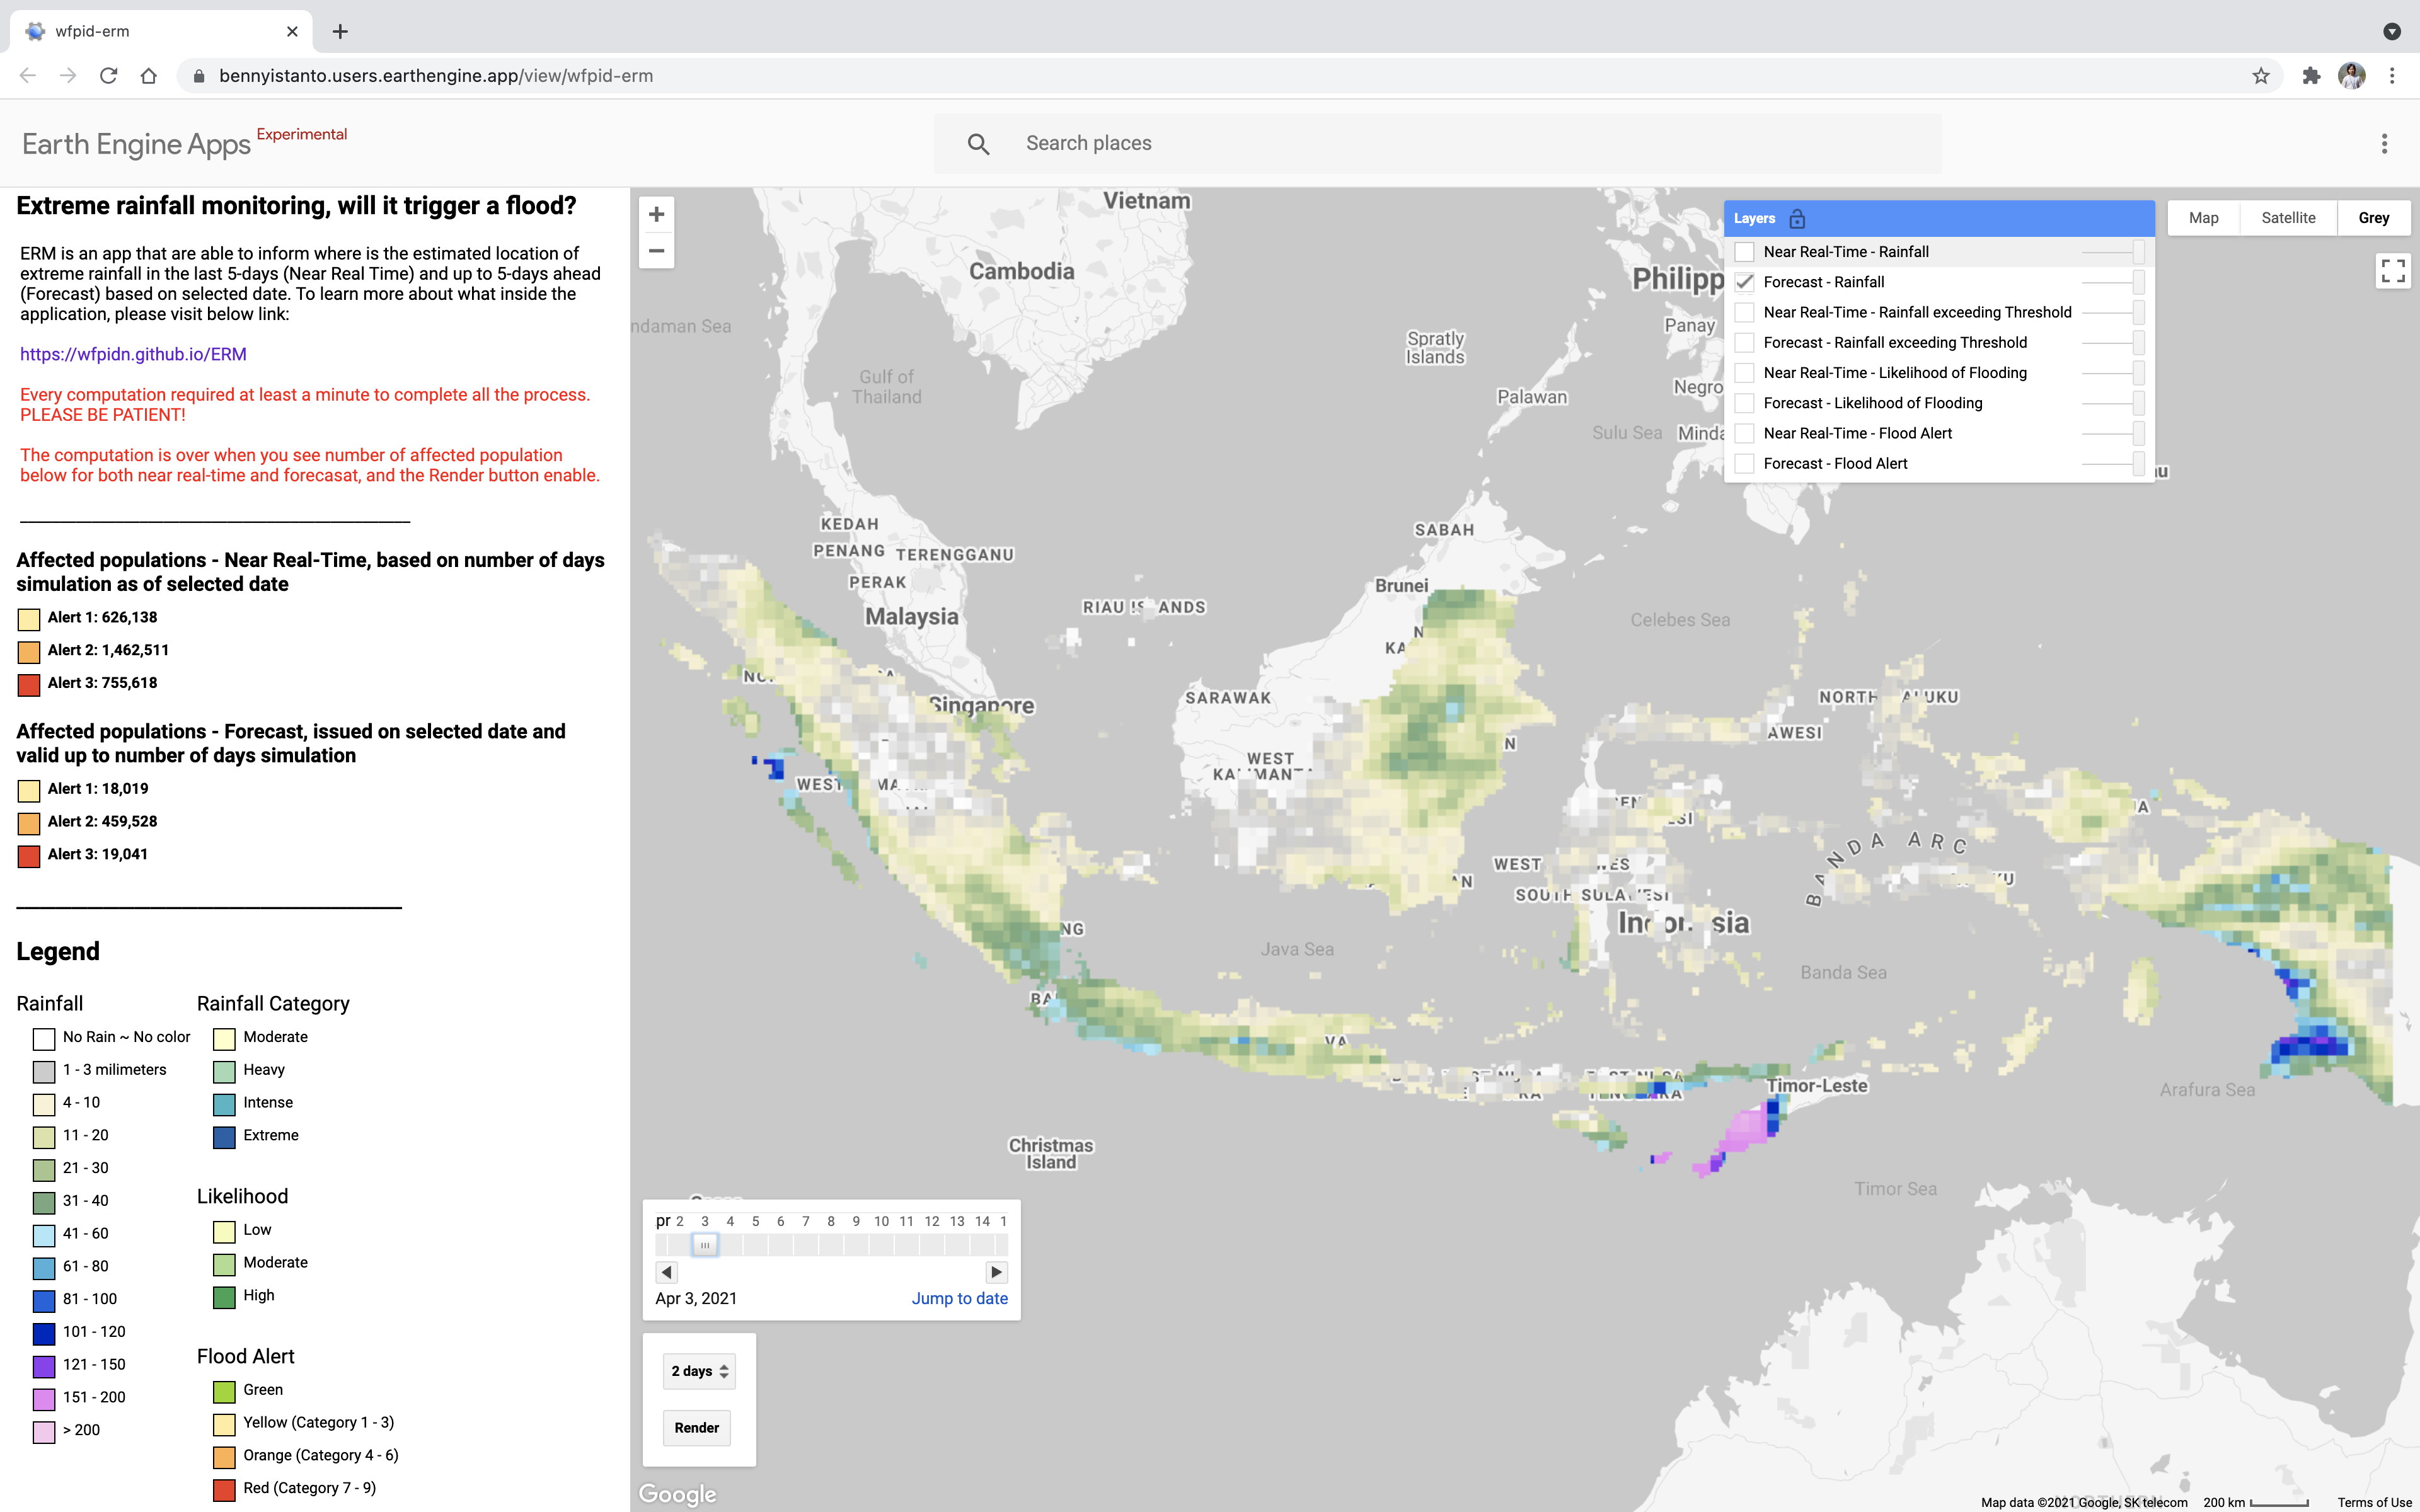 wfpid-erm
bennyistanto.users.earthengine.app/view/wfpid-erm
Earth Engine Apps Experimental
Search places
Extreme rainfall monitoring, will it trigger a flood?
ERM is an app that are able to inform where is the estimated location of
extreme rainfall in the last 5-days (Near Real Time) and up to 5-days ahead
(Forecast) based on selected date. To learn more about what inside the
application, please visit below link:
https://wfpidn.github.io/ERM
Every computation required at least a minute to complete all the process.
PLEASE BE PATIENT!
The computation is over when you see number of affected population
below for both near real-time and forecasat, and the Render button enable.
Affected populations - Near Real-Time, based on number of days
simulation as of selected date
Alert 1: 626,138
Alert 2: 1,462,511
Alert 3: 755,618
Affected populations - Forecast, issued on selected date and
valid up to number of days simulation
Alert 1: 18,019
Alert 2: 459,528
Alert 3: 19,041
Legend
Rainfall
No Rain ~ No color
1 - 3 milimeters
4 - 10
11 - 20
21 - 30
31 - 40
41 - 60
61 - 80
81 - 100
101 - 120
121 - 150
151 - 200
> 200
Rainfall Category
Moderate
Heavy
Intense
Extreme
Likelihood
Low
Moderate
High
Flood Alert
Green
Yellow (Category 1 - 3)
Orange (Category 4 - 6)
Red (Category 7 - 9)
Layers
Near Real-Time - Rainfall
Forecast - Rainfall
Near Real-Time - Rainfall exceeding Threshold
Forecast - Rainfall exceeding Threshold
Near Real-Time - Likelihood of Flooding
Forecast - Likelihood of Flooding
Near Real-Time - Flood Alert
Forecast - Flood Alert
Map
Satellite
Grey
Vietnam
Cambodia
Philipp
ndaman Sea
Panay
Spratly
Islands
Gulf of
Thailand
Negro
Palawan
Sulu Sea
Minda
KEDAH
PENANG
TERENGGANU
PERAK
Malaysia
SABAH
Brunei
RIAU ISLANDS
Celebes Sea
Singapore
SARAWAK
NORTH MALUKU
AWESI
WEST
KALIMANTA
WEST
BANDA ARC
WEST
SOUTH SULAWESI
Indonesia
NG
Java Sea
Banda Sea
BA
VA
Timor-Leste
Arafura Sea
Christmas
Island
Timor Sea
pr 2 3 4 5 6 7 8 9 10 11 12 13 14 1
Apr 3, 2021
Jump to date
2 days
Render
Google
Map data ©2021 Google, SK telecom
200 km
Terms of Use